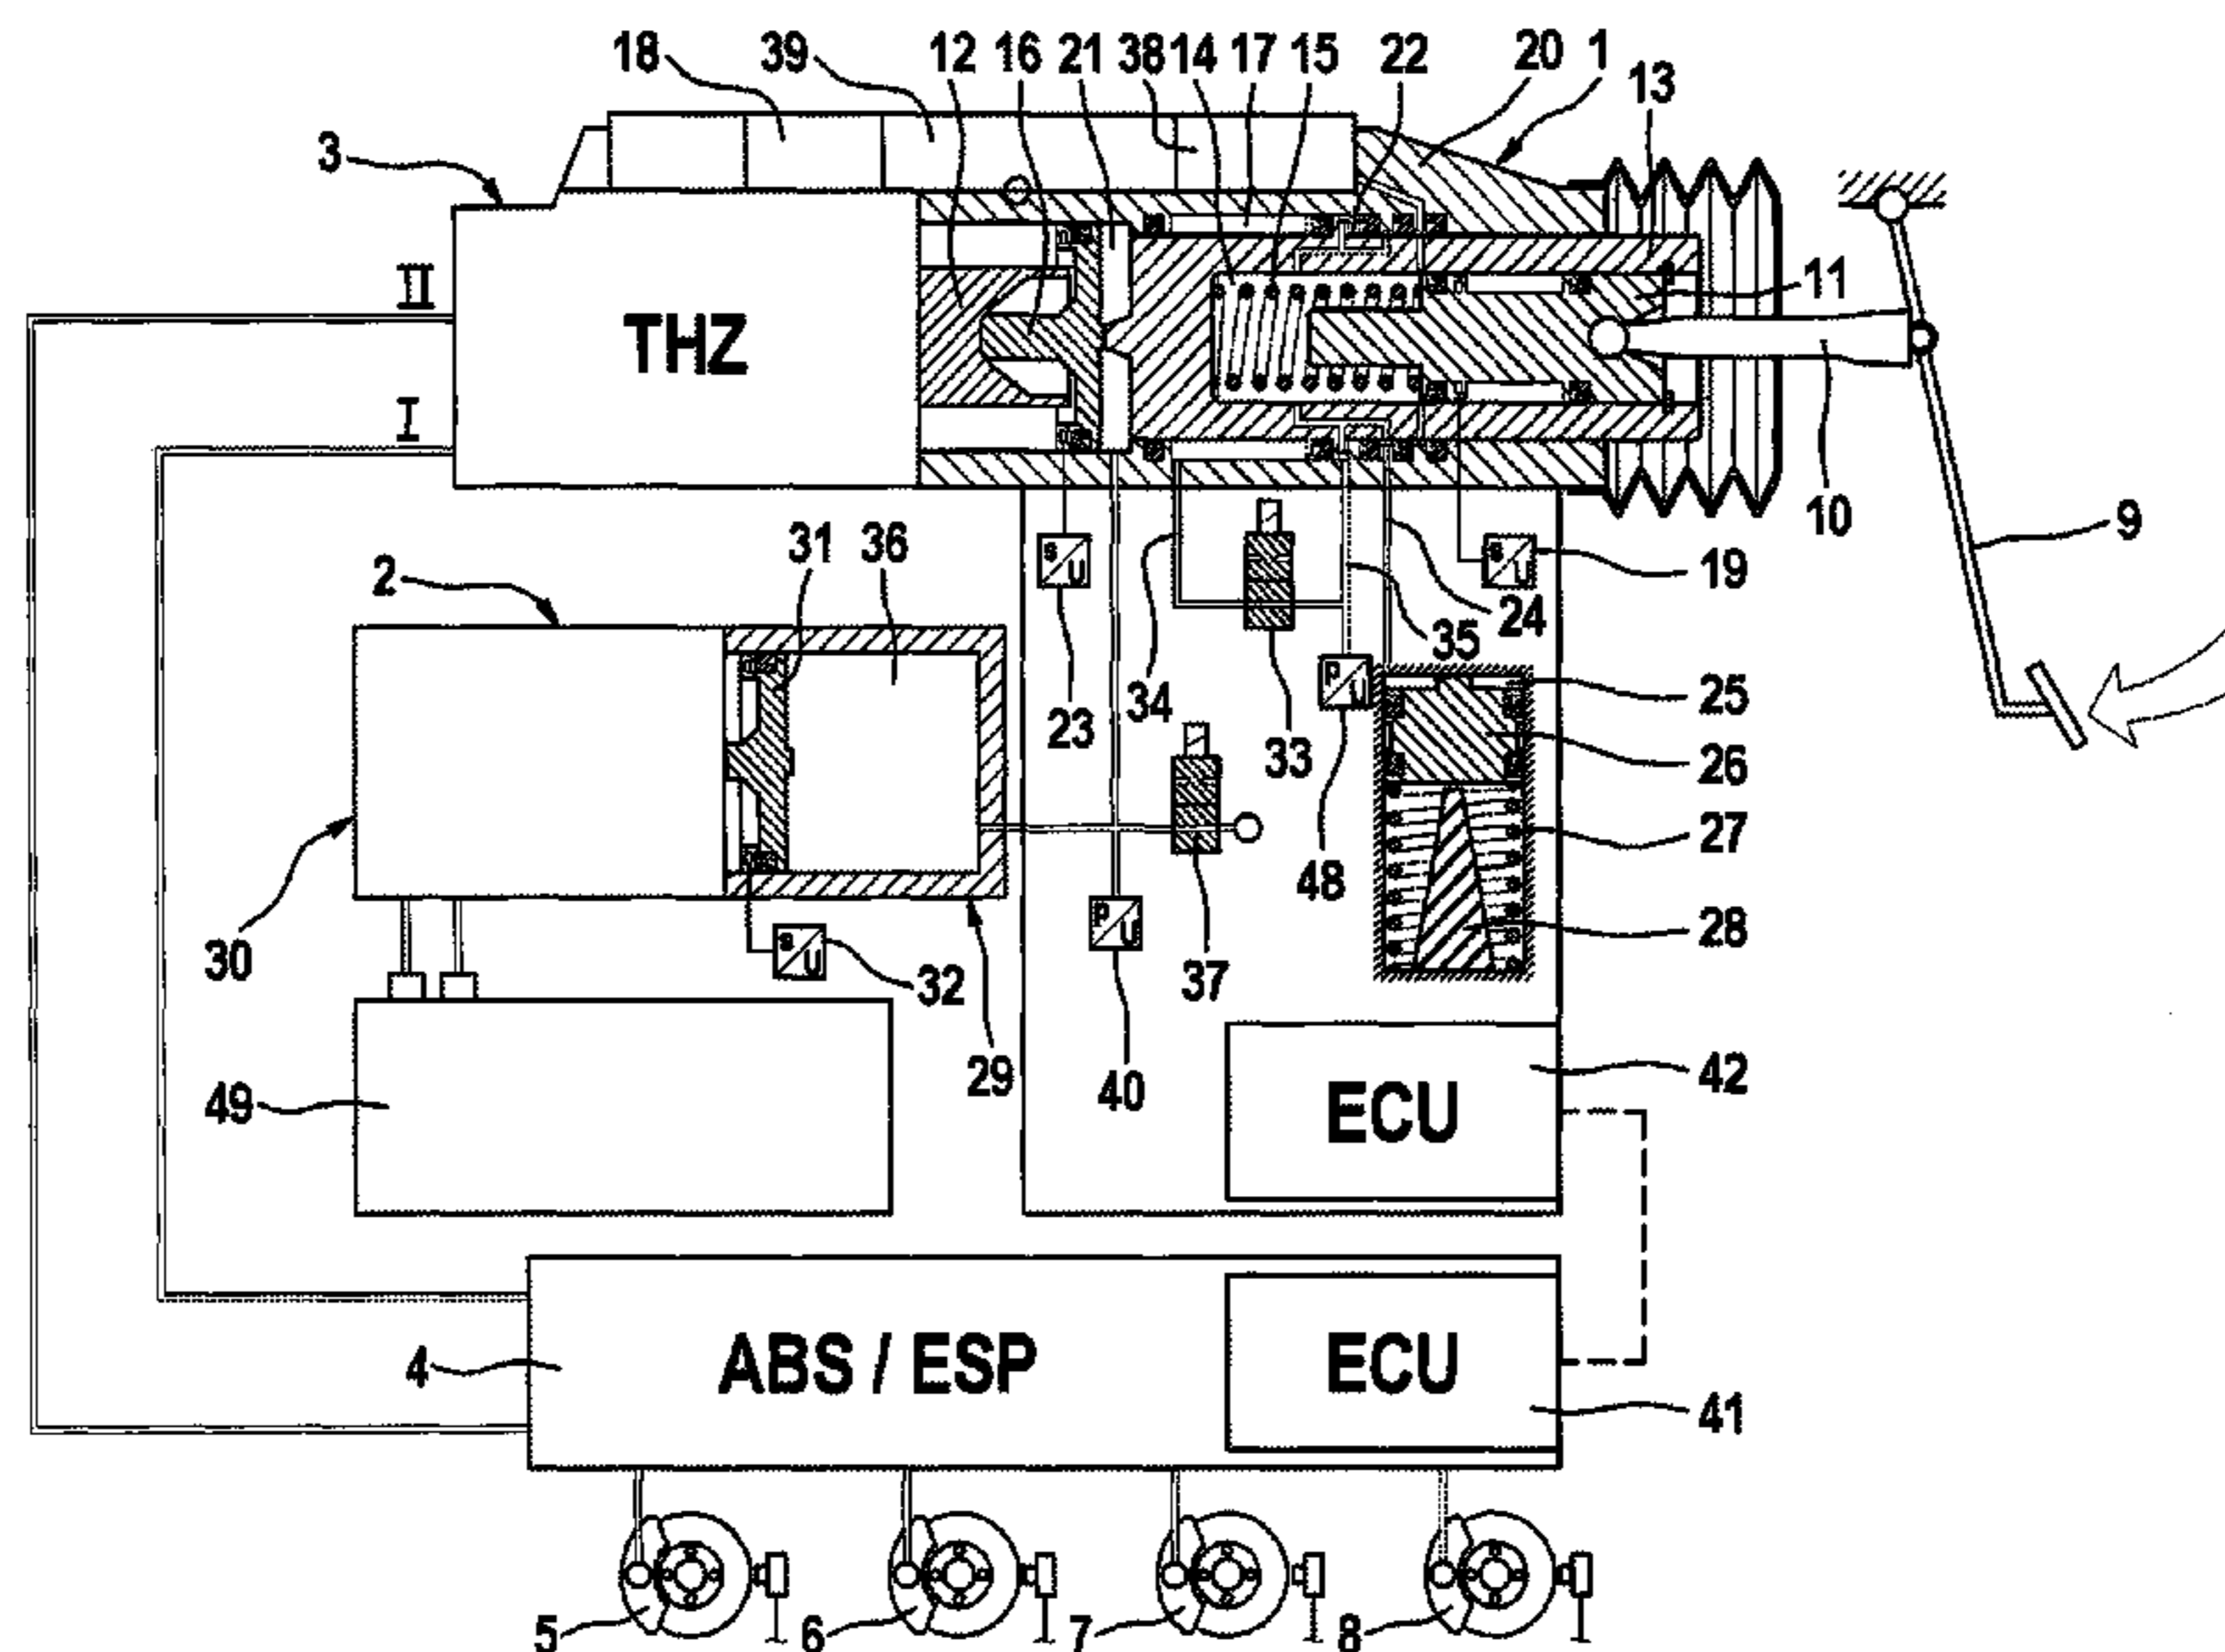 18 39 12 16 21 38 14 17 15 22 20 1 13
3
11
II
THZ
I
10 9
s/U s/U 19
31 36
2
24
35
34
23 33 P/U 25
26
48 27
30 s/U 32 P/U 37 28
29 40
49 ECU 42
4 ABS / ESP ECU 41
5 6 7 8